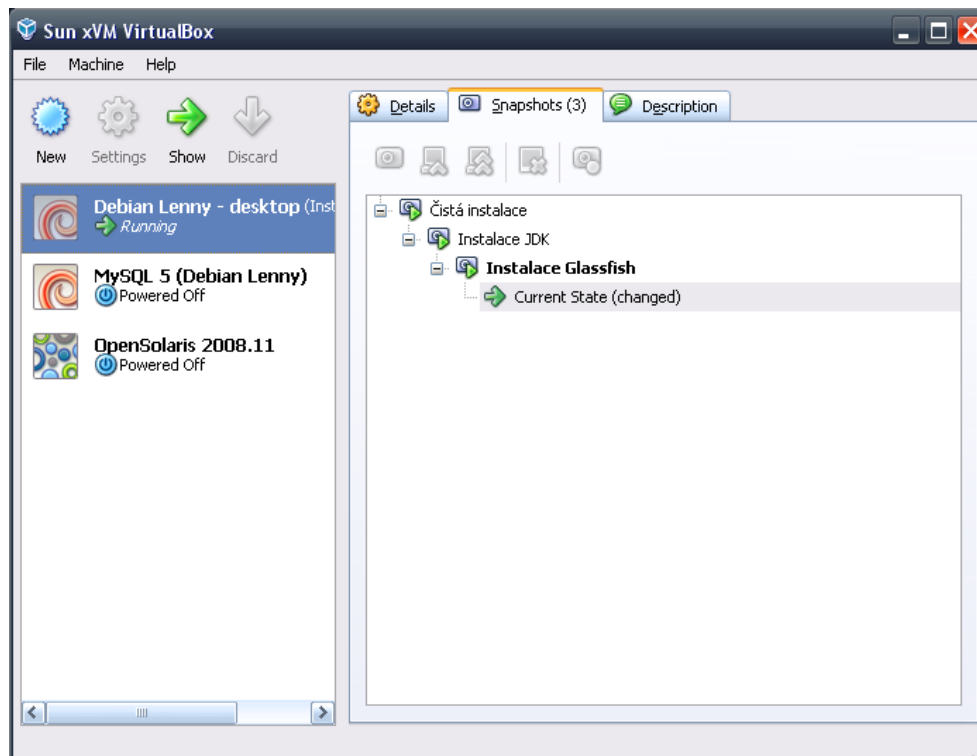 Sun xVM VirtualBox
File Machine Help
New Settings Show Discard
Details Snapshots (3) Description
Debian Lenny - desktop (Inst
Running
MySQL 5 (Debian Lenny)
Powered Off
OpenSolaris 2008.11
Powered Off
Čistá instalace
Instalace JDK
Instalace Glassfish
Current State (changed)